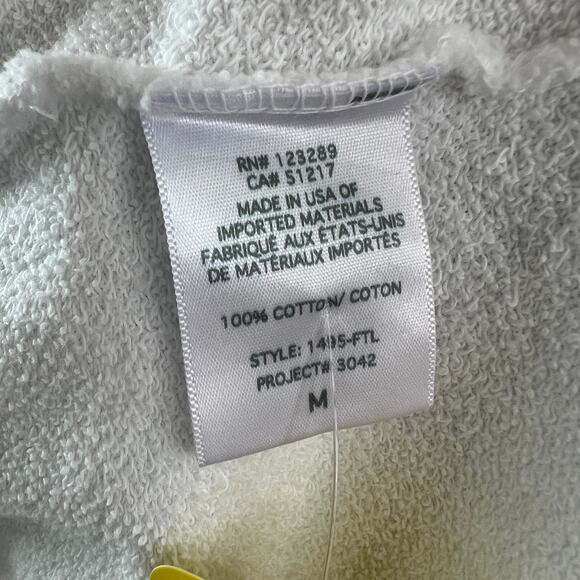 RN# 123289
CA# 51217
MADE IN USA OF
IMPORTED MATERIALS
FABRIQUÉ AUX ÉTATS-UNIS
DE MATÉRIAUX IMPORTÉS
100% COTTON/ COTON
STYLE: 1495-FTL
PROJECT# 3042
M